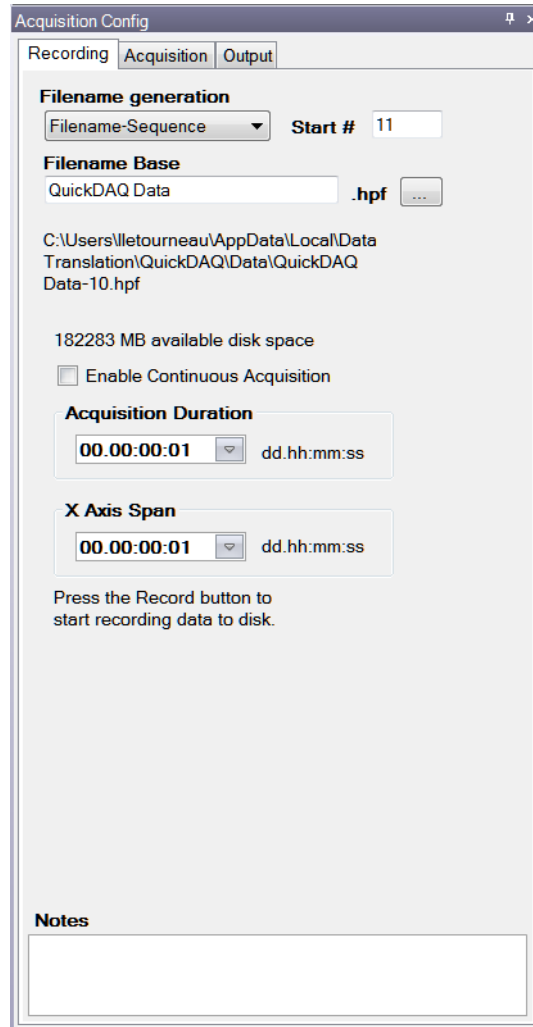 Acquisition Config
Recording Acquisition Output
Filename generation
Filename-Sequence Start # 11
Filename Base
QuickDAQ Data .hpf ...
C:\Users\lletourneau\AppData\Local\Data
Translation\QuickDAQ\Data\QuickDAQ
Data-10.hpf
182283 MB available disk space
Enable Continuous Acquisition
Acquisition Duration
00.00:00:01 dd.hh:mm:ss
X Axis Span
00.00:00:01 dd.hh:mm:ss
Press the Record button to
start recording data to disk.
Notes